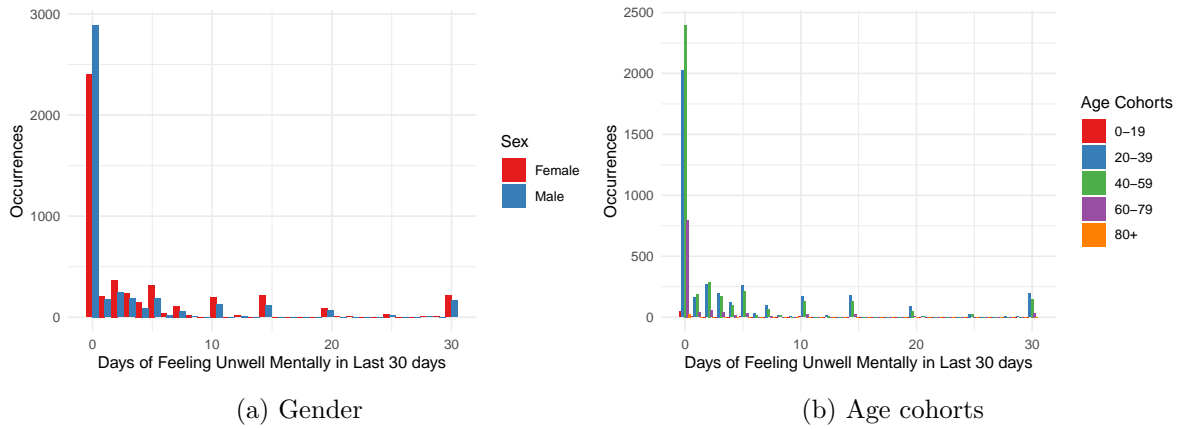 3000
2000
1000
0
0
10
20
30
Occurrences
Days of Feeling Unwell Mentally in Last 30 days
Sex
Female
Male
(a) Gender
2500
2000
1500
1000
500
0
0
10
20
30
Occurrences
Days of Feeling Unwell Mentally in Last 30 days
Age Cohorts
0−19
20−39
40−59
60−79
80+
(b) Age cohorts